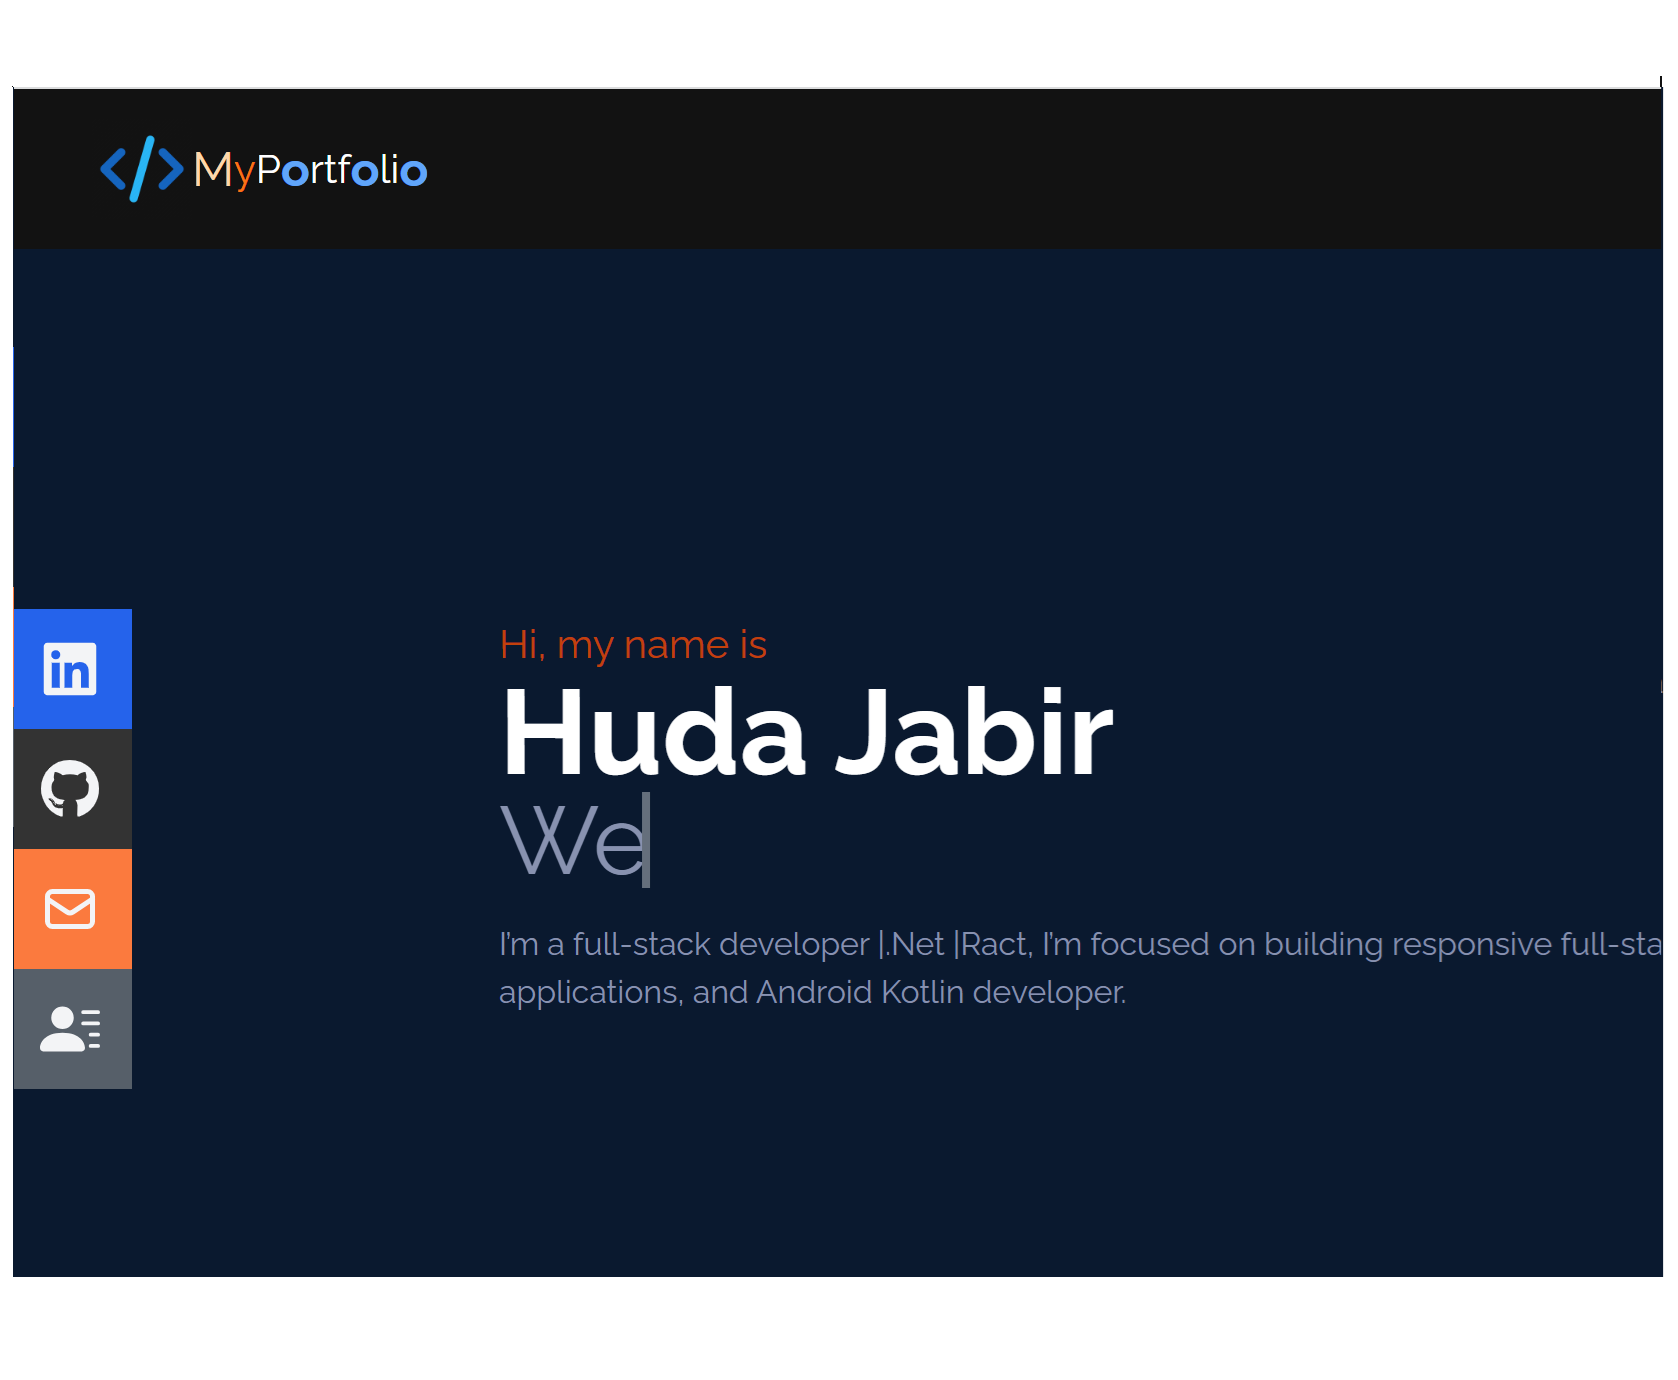 </> MyPortfolio
in
Hi, my name is
Huda Jabir
We
I'm a full-stack developer |.Net |Ract, I'm focused on building responsive full-sta
applications, and Android Kotlin developer.